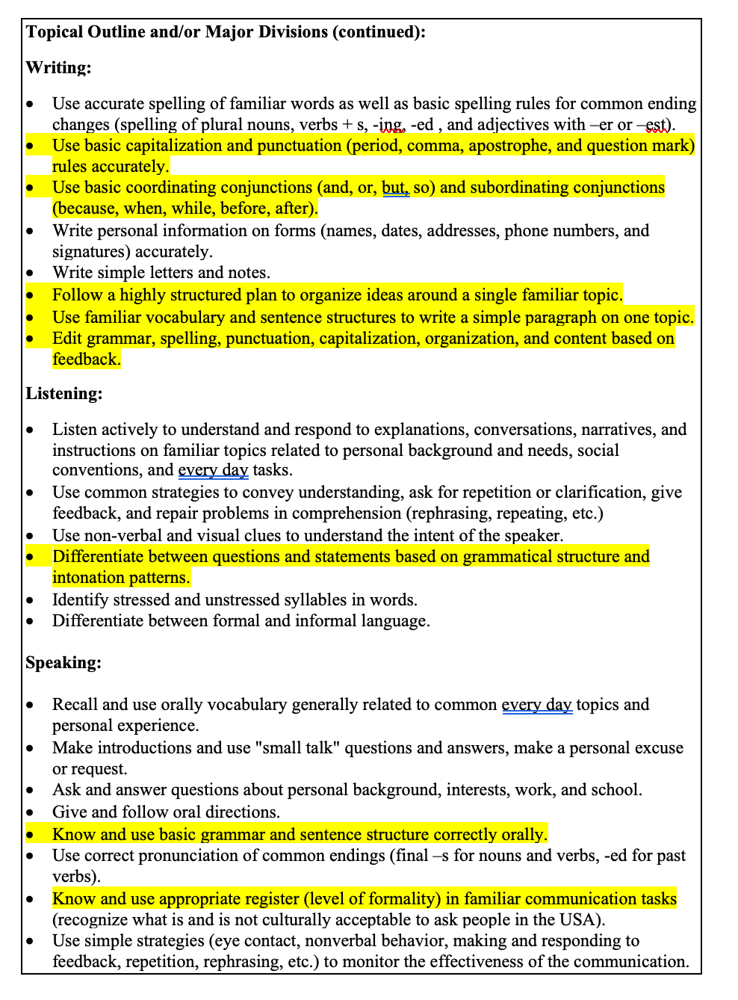 Topical Outline and/or Major Divisions (continued):
Writing:
• Use accurate spelling of familiar words as well as basic spelling rules for common ending
changes (spelling of plural nouns, verbs + s, -ing, -ed , and adjectives with –er or –est).
• Use basic capitalization and punctuation (period, comma, apostrophe, and question mark)
rules accurately.
• Use basic coordinating conjunctions (and, or, but, so) and subordinating conjunctions
(because, when, while, before, after).
• Write personal information on forms (names, dates, addresses, phone numbers, and
signatures) accurately.
• Write simple letters and notes.
• Follow a highly structured plan to organize ideas around a single familiar topic.
• Use familiar vocabulary and sentence structures to write a simple paragraph on one topic.
• Edit grammar, spelling, punctuation, capitalization, organization, and content based on
feedback.
Listening:
• Listen actively to understand and respond to explanations, conversations, narratives, and
instructions on familiar topics related to personal background and needs, social
conventions, and every day tasks.
• Use common strategies to convey understanding, ask for repetition or clarification, give
feedback, and repair problems in comprehension (rephrasing, repeating, etc.)
• Use non-verbal and visual clues to understand the intent of the speaker.
• Differentiate between questions and statements based on grammatical structure and
intonation patterns.
• Identify stressed and unstressed syllables in words.
• Differentiate between formal and informal language.
Speaking:
• Recall and use orally vocabulary generally related to common every day topics and
personal experience.
• Make introductions and use "small talk" questions and answers, make a personal excuse
or request.
• Ask and answer questions about personal background, interests, work, and school.
• Give and follow oral directions.
• Know and use basic grammar and sentence structure correctly orally.
• Use correct pronunciation of common endings (final –s for nouns and verbs, -ed for past
verbs).
• Know and use appropriate register (level of formality) in familiar communication tasks
(recognize what is and is not culturally acceptable to ask people in the USA).
• Use simple strategies (eye contact, nonverbal behavior, making and responding to
feedback, repetition, rephrasing, etc.) to monitor the effectiveness of the communication.